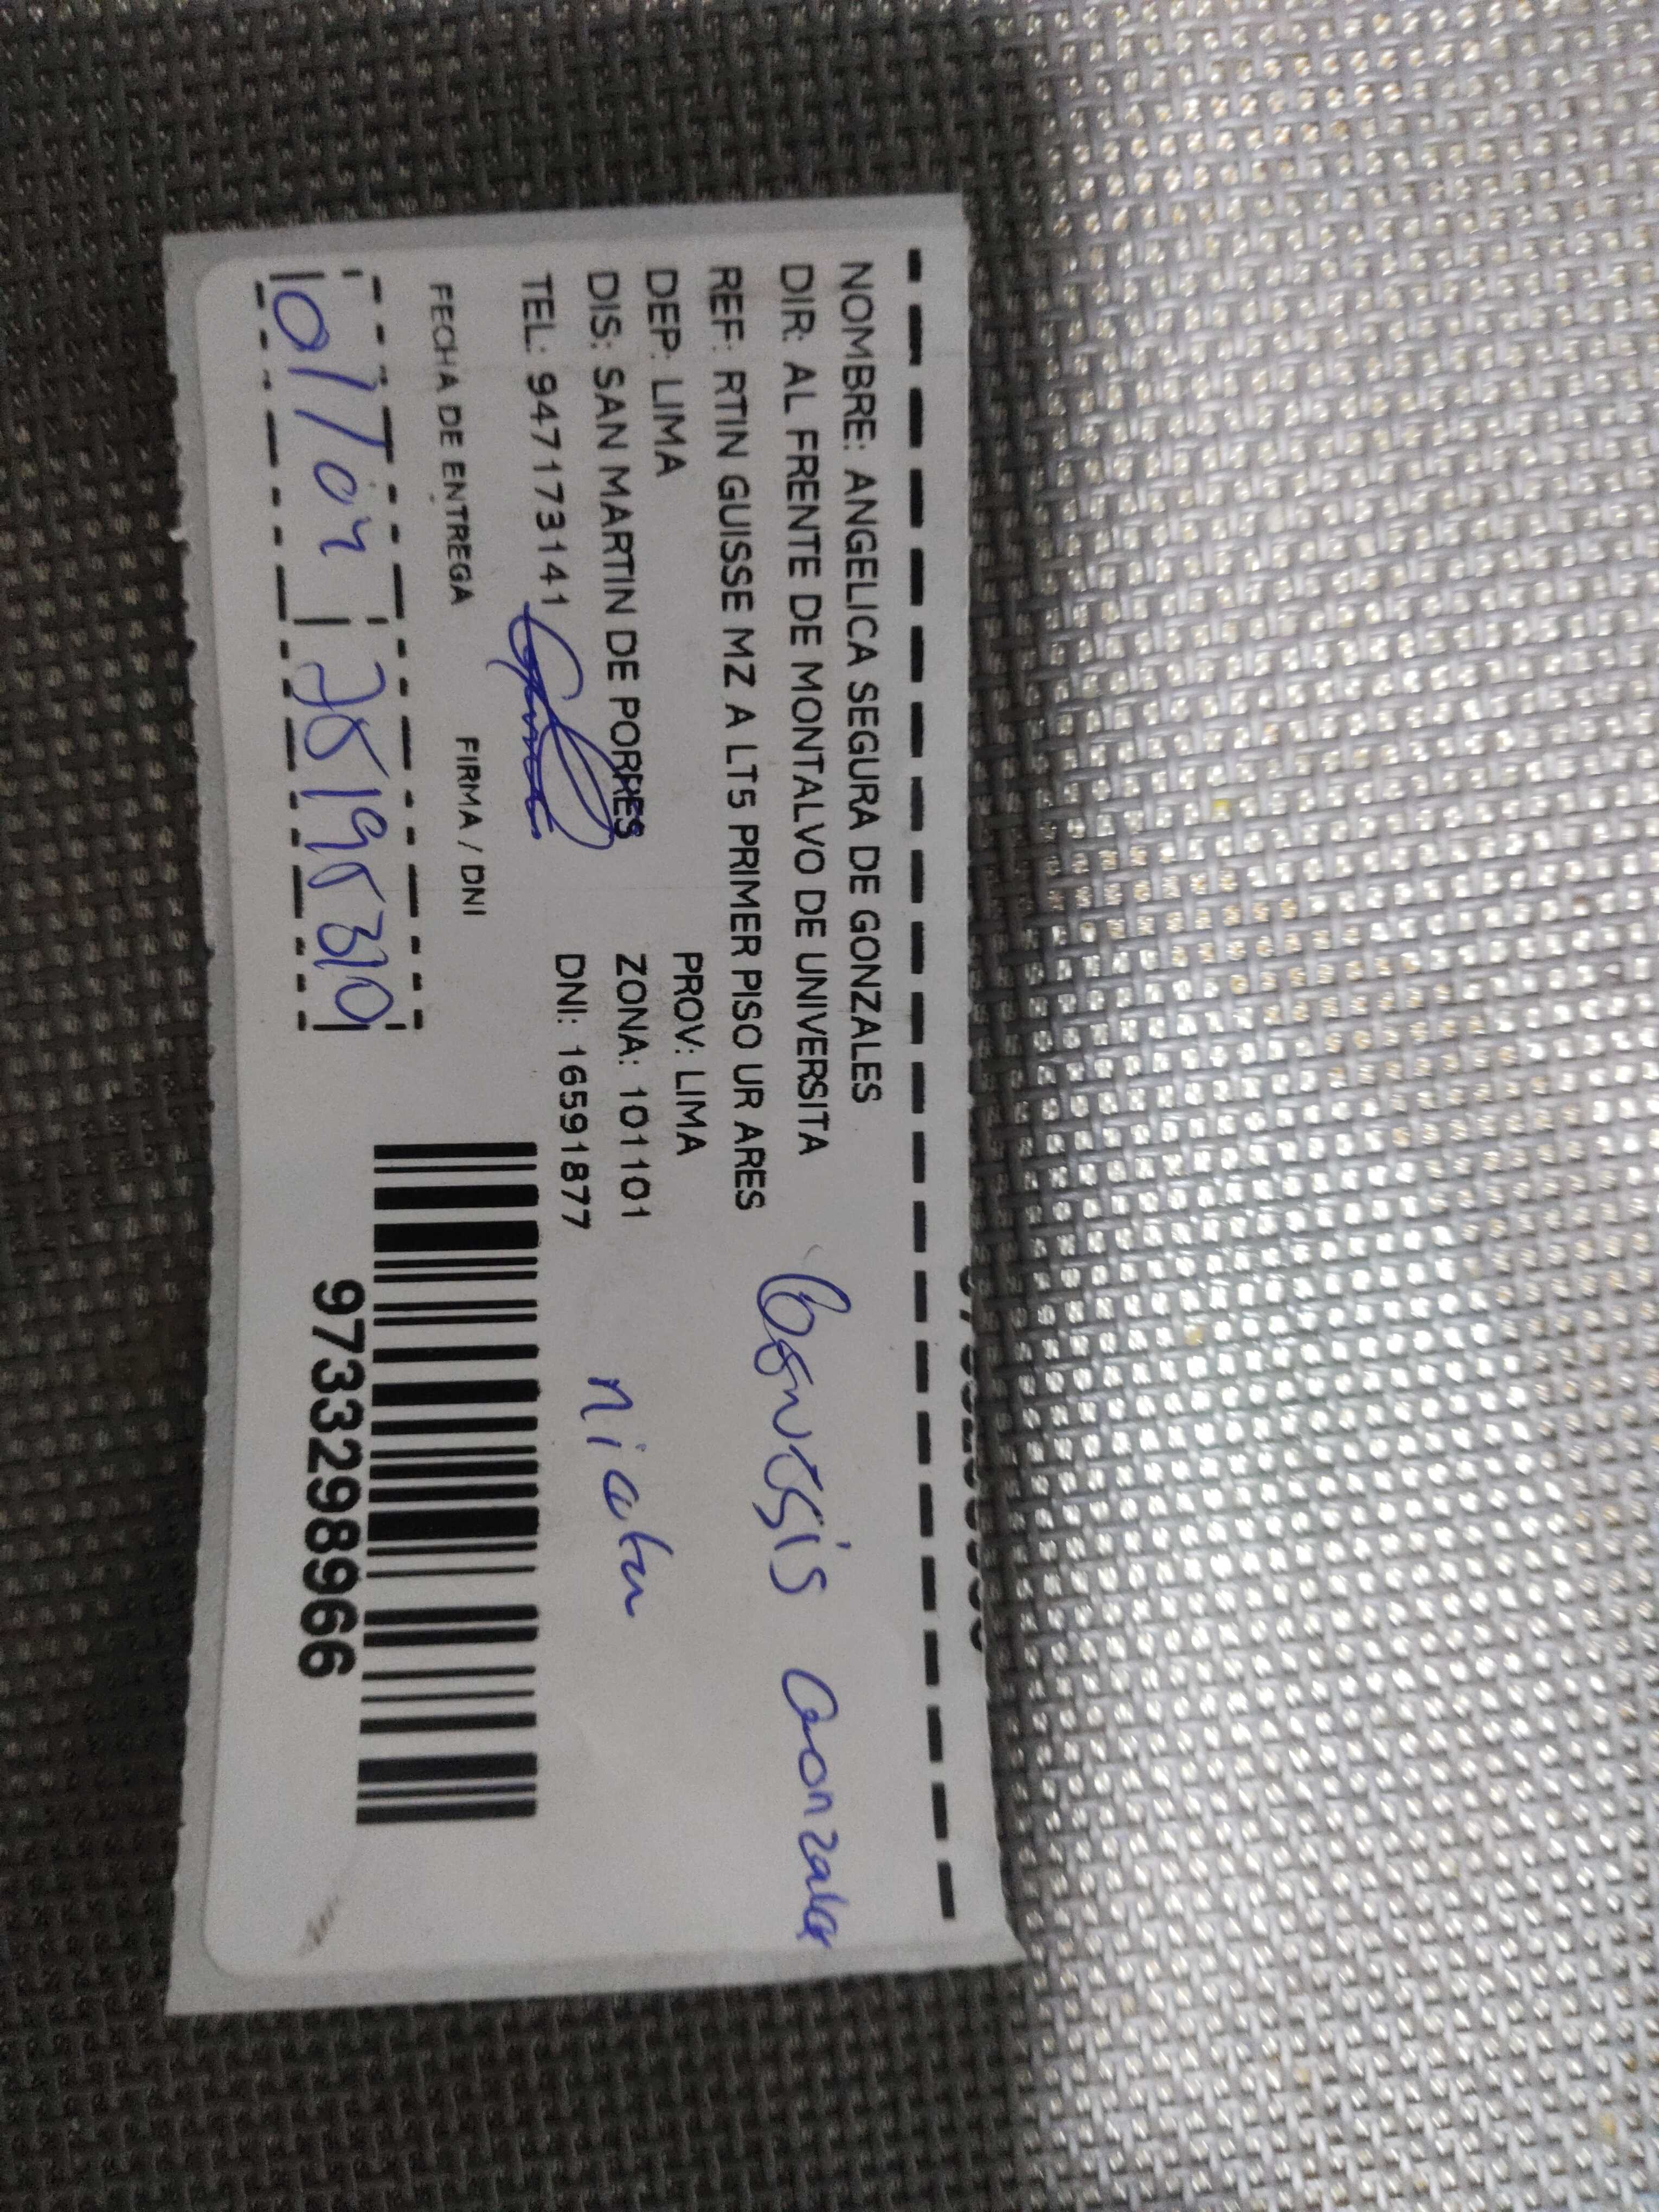 NOMBRE: ANGELICA SEGURA DE GONZALES
DIR: AL FRENTE DE MONTALVO DE UNIVERSITA
REF: RTIN GUISSE MZ A LT5 PRIMER PISO UR ARES
DEP: LIMA PROV: LIMA
DIS: SAN MARTIN DE PORRES ZONA: 101101
TEL: 947173141 DNI: 16591877
Gonzales
FECHA DE ENTREGA FIRMA / DNI
9733298966